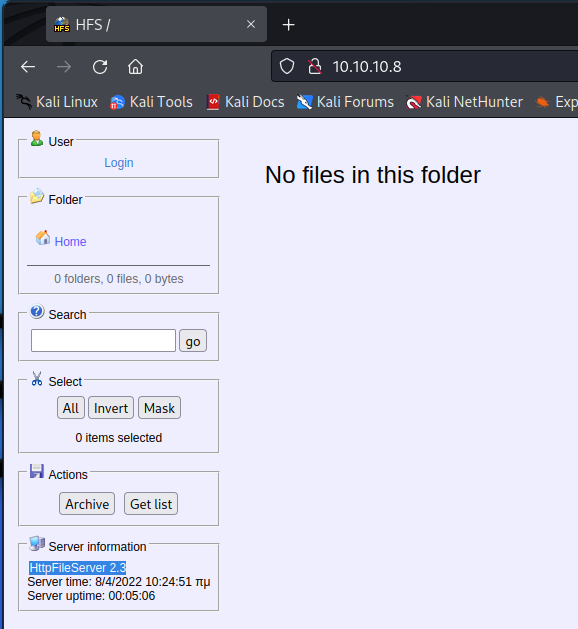 HFS
HFS /
10.10.10.8
Kali Linux
Kali Tools
Kali Docs
Kali Forums
Kali NetHunter
Exp
User
Login
Folder
Home
0 folders, 0 files, 0 bytes
Search
go
Select
All
Invert
Mask
0 items selected
Actions
Archive
Get list
Server information
HttpFileServer 2.3
Server time: 8/4/2022 10:24:51 πμ
Server uptime: 00:05:06
No files in this folder